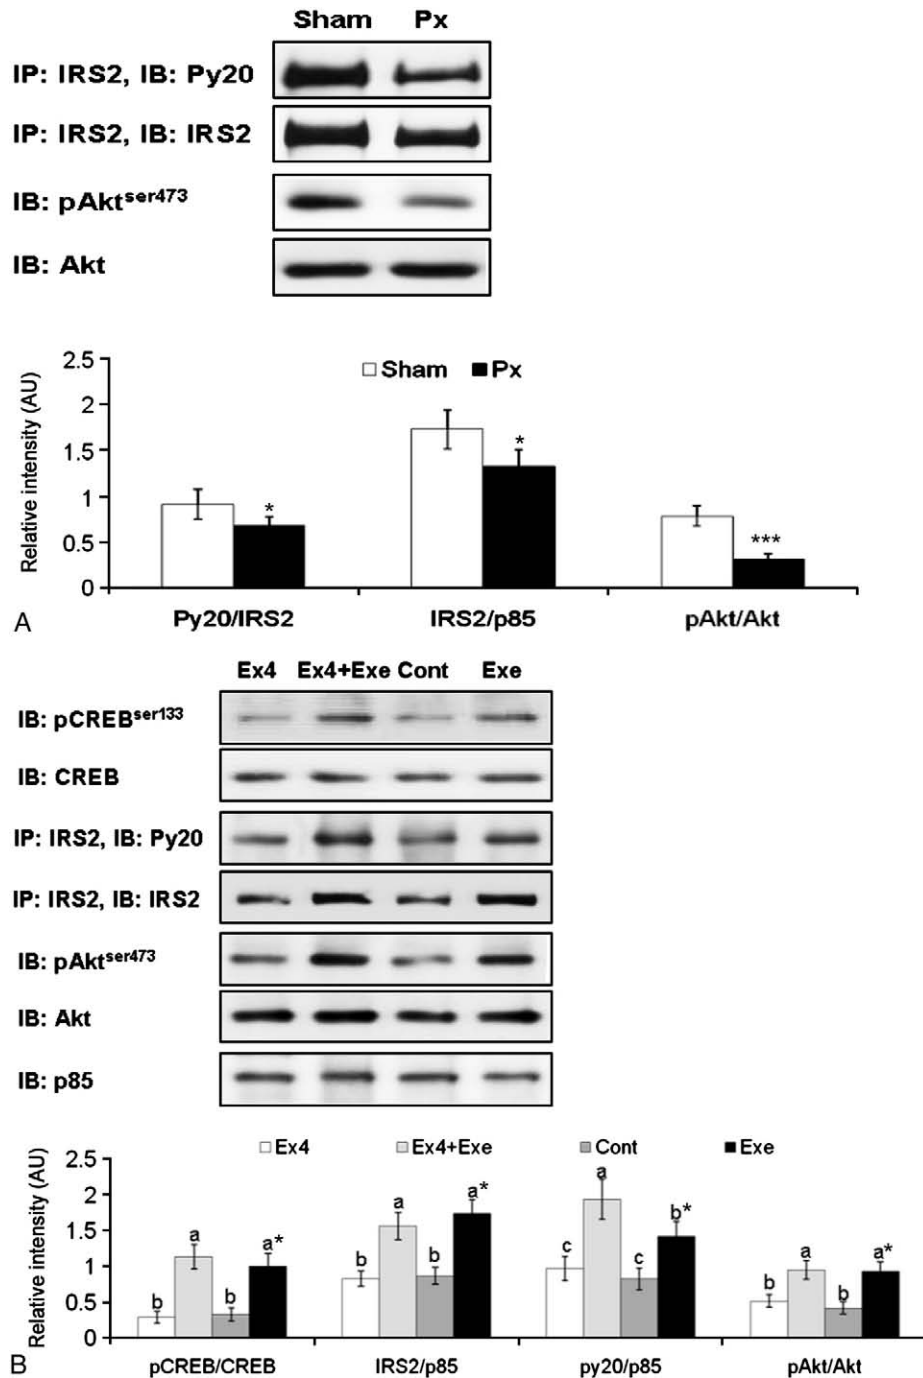 Sham Px
IP: IRS2, IB: Py20
IP: IRS2, IB: IRS2
IB: pAktser473
IB: Akt
Relative intensity (AU)
2.5
2
1.5
1
0.5
0
Sham Px
* * ***
Py20/IRS2 IRS2/p85 pAkt/Akt
A
Ex4 Ex4+Exe Cont Exe
IB: pCREBser133
IB: CREB
IP: IRS2, IB: Py20
IP: IRS2, IB: IRS2
IB: pAktser473
IB: Akt
IB: p85
Ex4 Ex4+Exe Cont Exe
Relative intensity (AU)
2.5
2
1.5
1
0.5
0
b a b a* b a b a* c a c b* b a b a*
pCREB/CREB IRS2/p85 py20/p85 pAkt/Akt
B